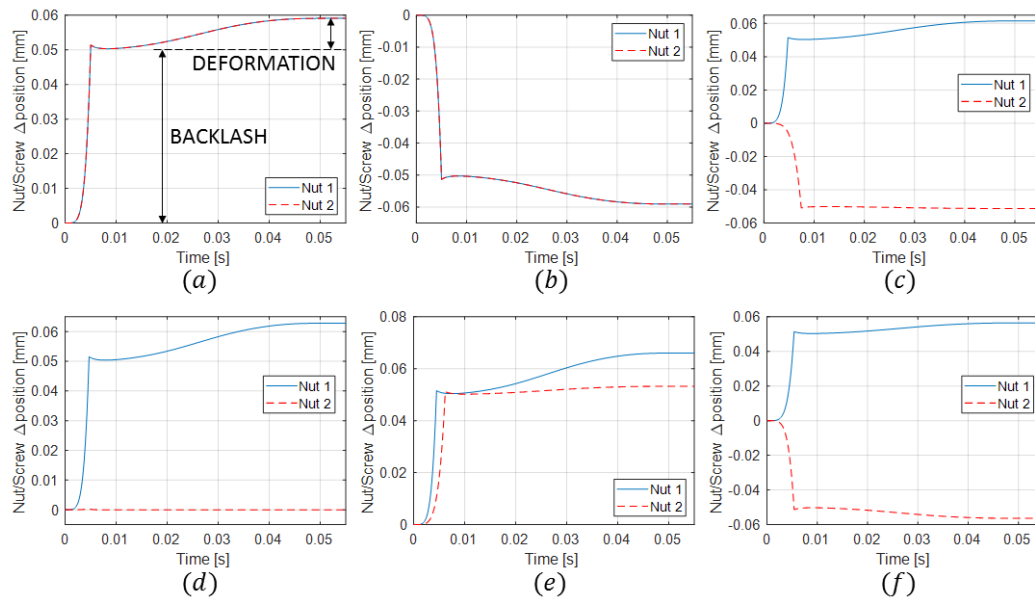 Nut/Screw Δ position [mm]
0.06
0.05
0.04
0.03
0.02
0.01
0
DEFORMATION
BACKLASH
Nut 1
Nut 2
0 0.01 0.02 0.03 0.04 0.05
Time [s]
(a)
Nut/Screw Δ position [mm]
0
-0.01
-0.02
-0.03
-0.04
-0.05
-0.06
Nut 1
Nut 2
0 0.01 0.02 0.03 0.04 0.05
Time [s]
(b)
Nut/Screw Δ position [mm]
0.06
0.04
0.02
0
-0.02
-0.04
-0.06
Nut 1
Nut 2
0 0.01 0.02 0.03 0.04 0.05
Time [s]
(c)
Nut/Screw Δ position [mm]
0.06
0.05
0.04
0.03
0.02
0.01
0
Nut 1
Nut 2
0 0.01 0.02 0.03 0.04 0.05
Time [s]
(d)
Nut/Screw Δ position [mm]
0.08
0.06
0.04
0.02
0
Nut 1
Nut 2
0 0.01 0.02 0.03 0.04 0.05
Time [s]
(e)
Nut/Screw Δ position [mm]
0.06
0.04
0.02
0
-0.02
-0.04
-0.06
Nut 1
Nut 2
0 0.01 0.02 0.03 0.04 0.05
Time [s]
(f)